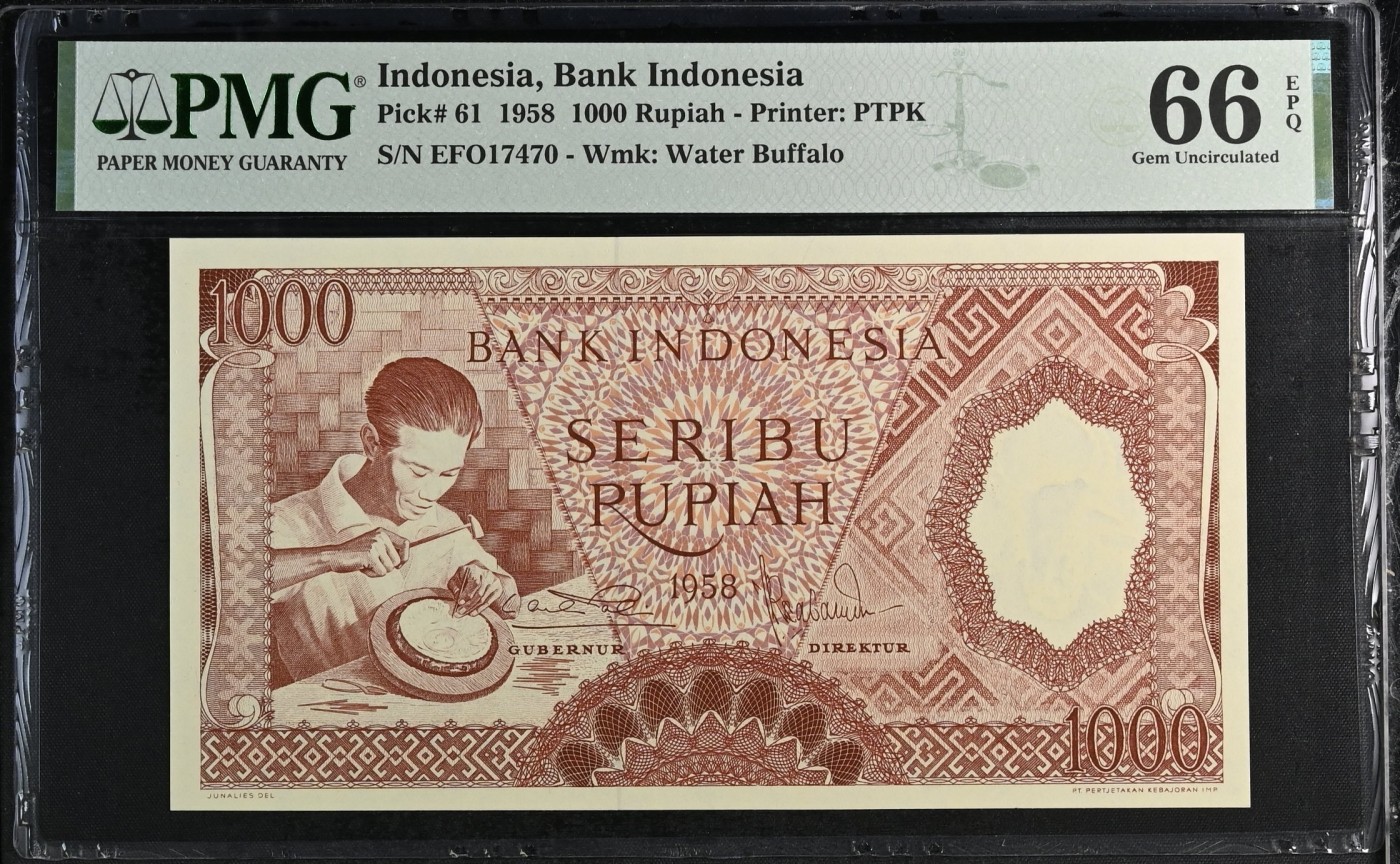 PMG®
PAPER MONEY GUARANTY
Indonesia, Bank Indonesia
Pick# 61 1958 1000 Rupiah - Printer: PTPK
S/N EFO17470 - Wmk: Water Buffalo
66
EPQ
Gem Uncirculated
1000
BANK INDONESIA
SERIBU
RUPIAH
1958
GUBERNUR
DIREKTUR
1000
JUNALIES DEL
PT. PERTJETAKAN KEBAJORAN IMP.